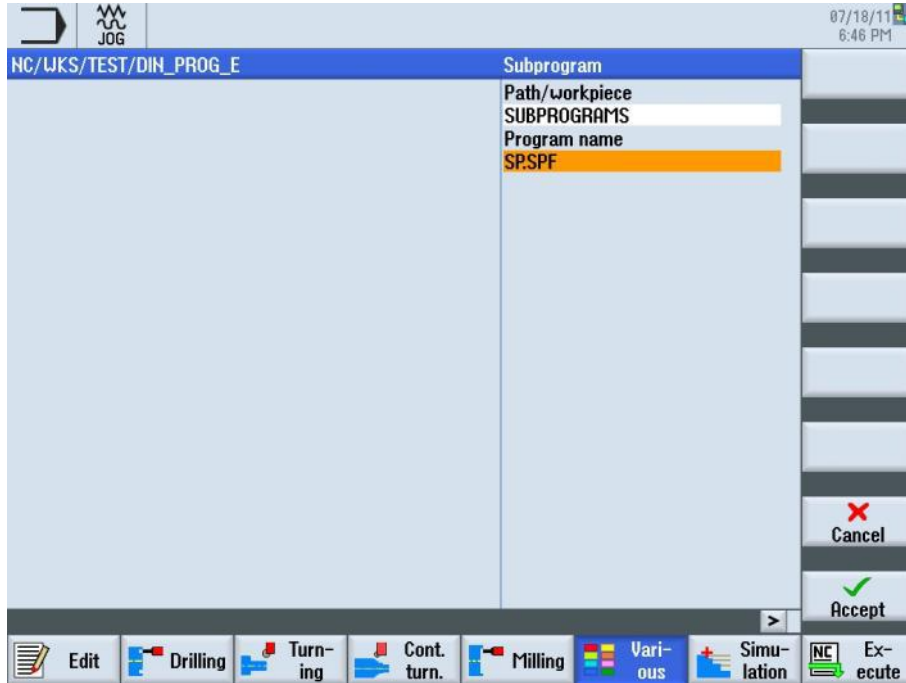 JOG
07/18/11
6:46 PM
NC/WKS/TEST/DIN_PROG_E
Subprogram
Path/workpiece
SUBPROGRAMS
Program name
SP.SPF
Cancel
Accept
>
Edit
Drilling
Turn-
ing
Cont.
turn.
Milling
Vari-
ous
Simu-
lation
NC
Ex-
ecute